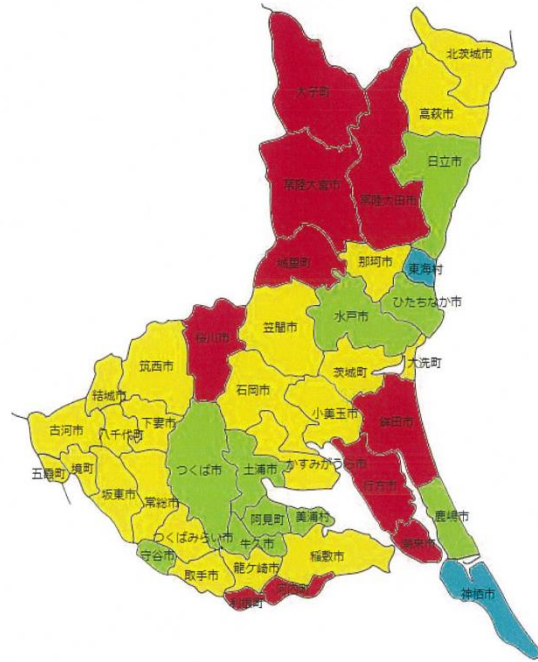 北茨城市
大子町
高萩市
日立市
常陸大宮市
常陸太田市
城里町
那珂市
東海村
ひたちなか市
水戸市
笠間市
桜川市
大洗町
茨城町
筑西市
石岡市
結城市
小美玉市
鉾田市
古河市
八千代町
下妻市
かすみがうら市
五霞町
境町
つくば市
土浦市
行方市
坂東市
常総市
阿見町
美浦村
鹿嶋市
つくばみらい市
牛久市
潮来市
守谷市
稲敷市
取手市
龍ケ崎市
利根町
河内町
神栖市